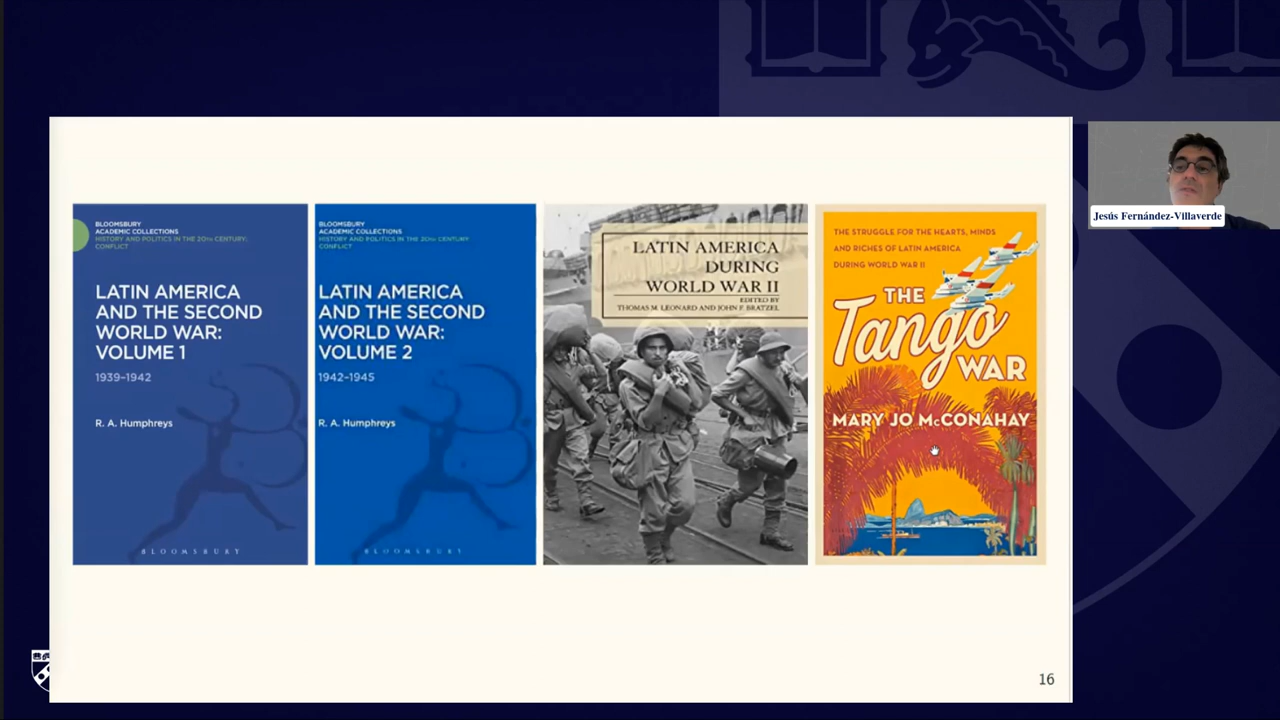 BLOOMSBURY
ACADEMIC COLLECTIONS
HISTORY AND POLITICS IN THE 20TH CENTURY:
CONFLICT
LATIN AMERICA
AND THE SECOND
WORLD WAR:
VOLUME 1
1939–1942
R. A. Humphreys
BLOOMSBURY
BLOOMSBURY
ACADEMIC COLLECTIONS
HISTORY AND POLITICS IN THE 20TH CENTURY:
CONFLICT
LATIN AMERICA
AND THE SECOND
WORLD WAR:
VOLUME 2
1942–1945
R. A. Humphreys
BLOOMSBURY
LATIN AMERICA
DURING
WORLD WAR II
EDITED BY
THOMAS M. LEONARD AND JOHN F. BRATZEL
THE STRUGGLE FOR THE HEARTS, MINDS
AND RICHES OF LATIN AMERICA
DURING WORLD WAR II
THE
Tango
WAR
MARY JO McCONAHAY
16
Jesús Fernández-Villaverde